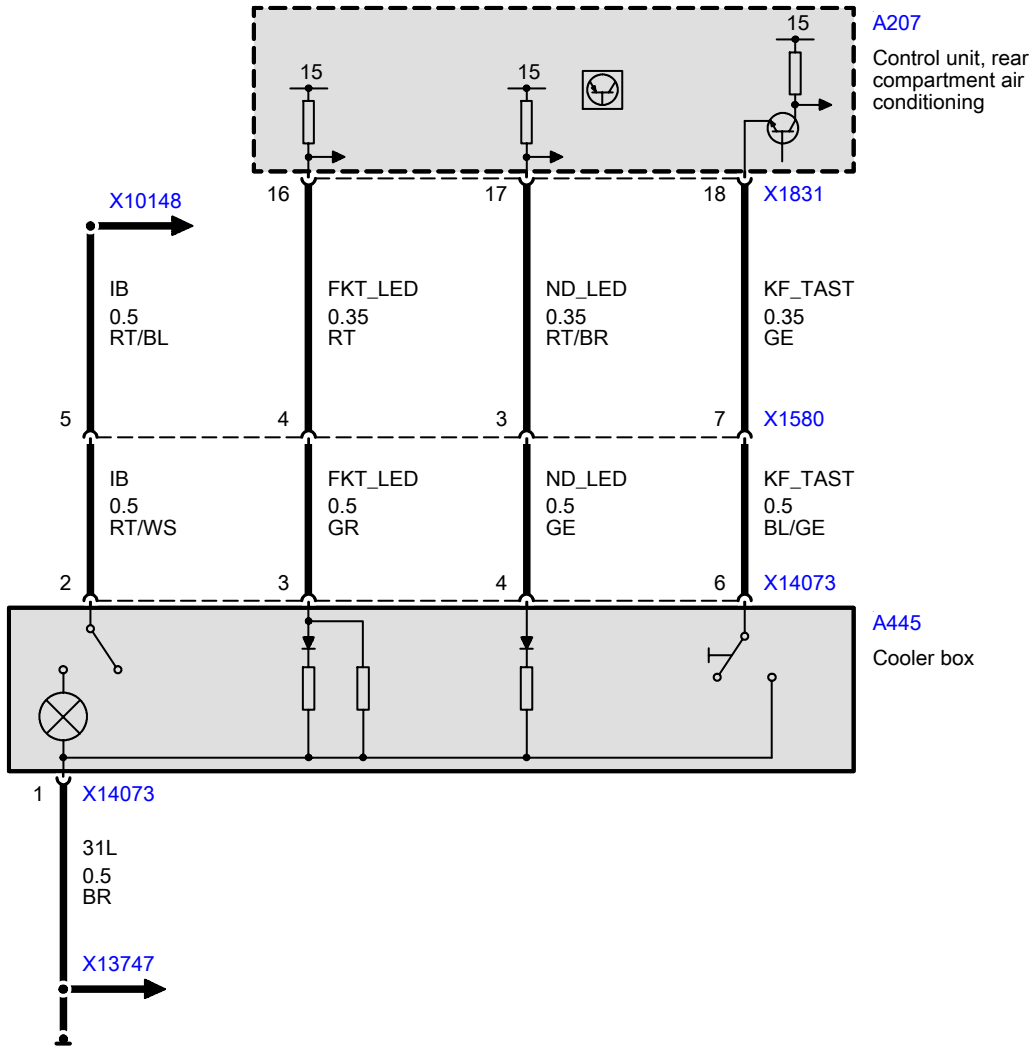 15
A207
Control unit, rear
compartment air
conditioning
15
15
16
17
18
X1831
X10148
IB
0.5
RT/BL
FKT_LED
0.35
RT
ND_LED
0.35
RT/BR
KF_TAST
0.35
GE
5
4
3
7
X1580
IB
0.5
RT/WS
FKT_LED
0.5
GR
ND_LED
0.5
GE
KF_TAST
0.5
BL/GE
2
3
4
6
X14073
A445
Cooler box
1
X14073
31L
0.5
BR
X13747